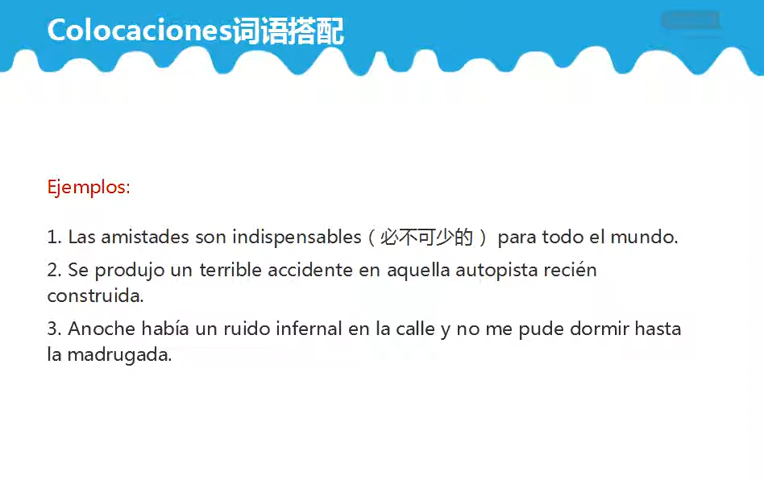 Colocaciones词语搭配
Ejemplos:
1. Las amistades son indispensables（必不可少的） para todo el mundo.
2. Se produjo un terrible accidente en aquella autopista recién
construida.
3. Anoche había un ruido infernal en la calle y no me pude dormir hasta
la madrugada.